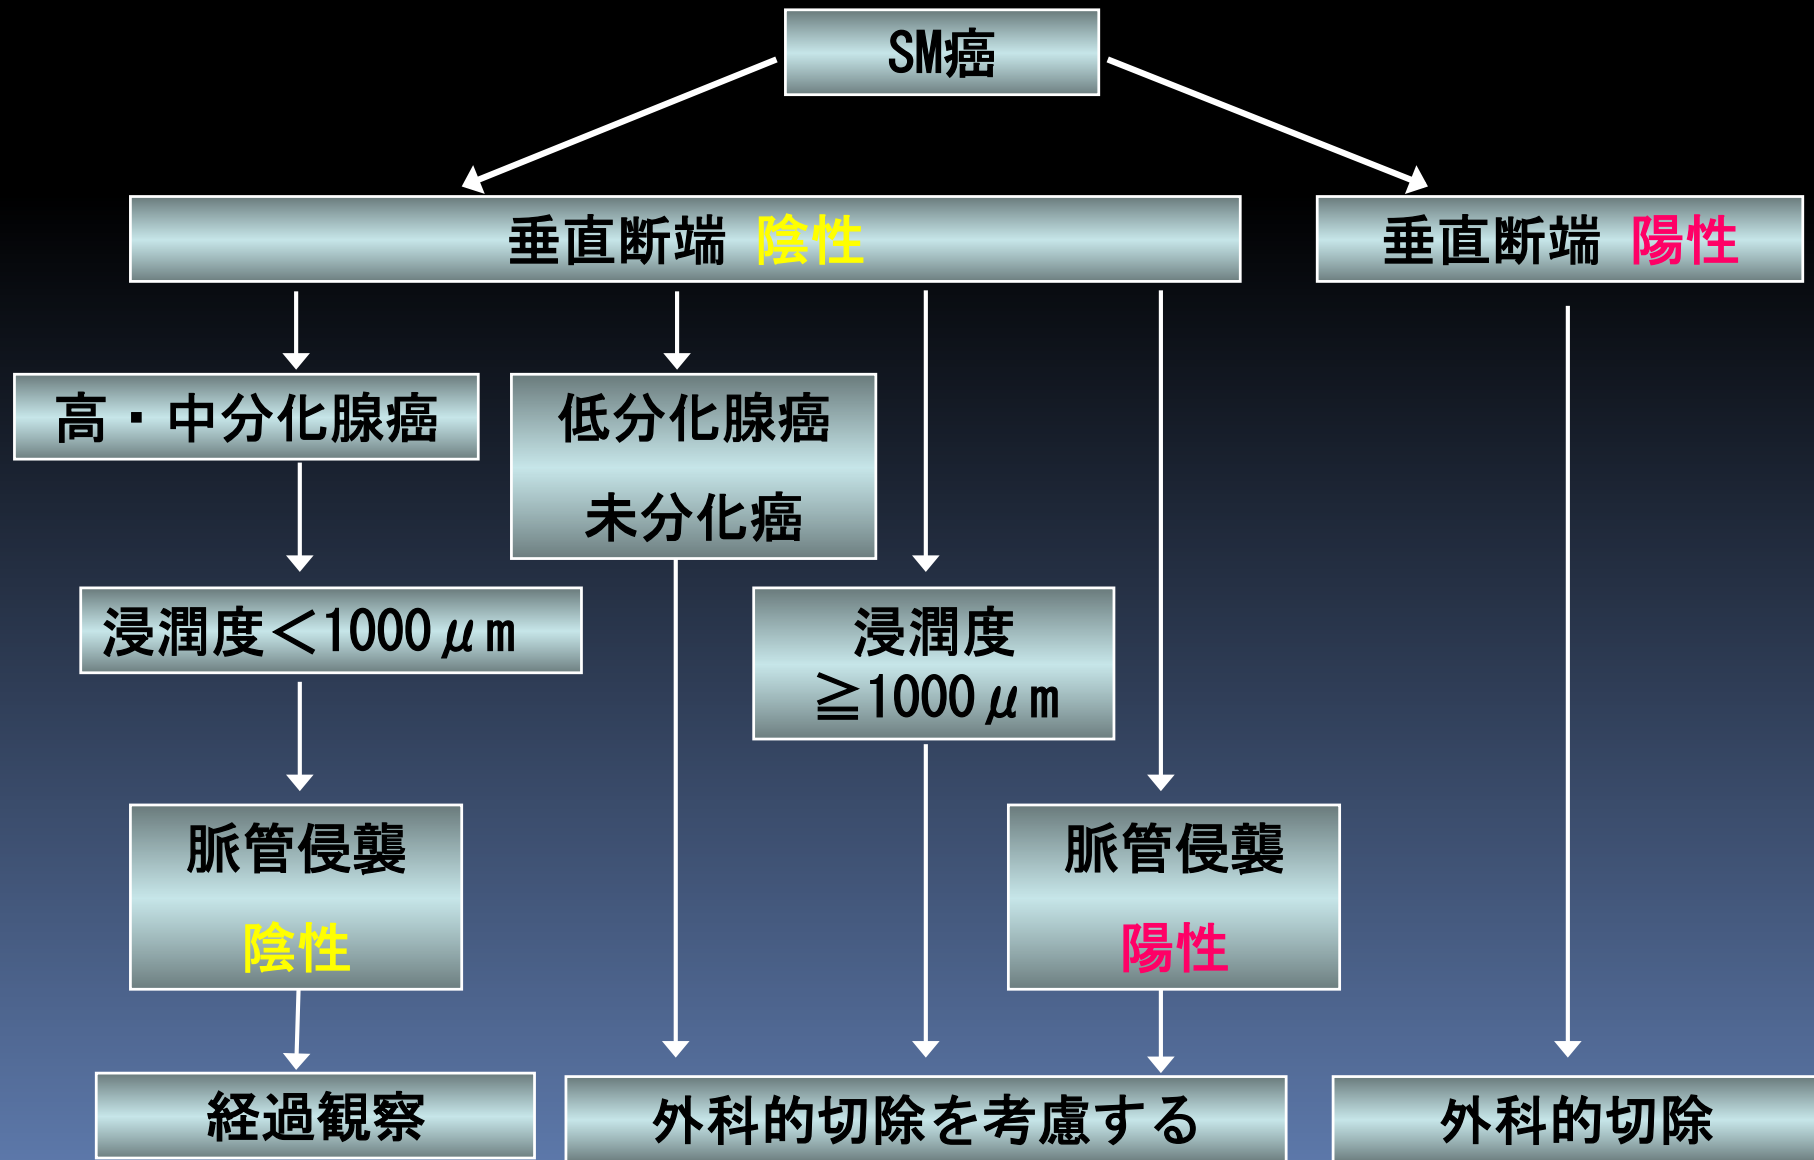 SM癌
垂直断端 陰性
垂直断端 陽性
高・中分化腺癌
低分化腺癌
未分化癌
浸潤度＜1000μm
浸潤度
≧1000μm
脈管侵襲
陰性
脈管侵襲
陽性
経過観察
外科的切除を考慮する
外科的切除